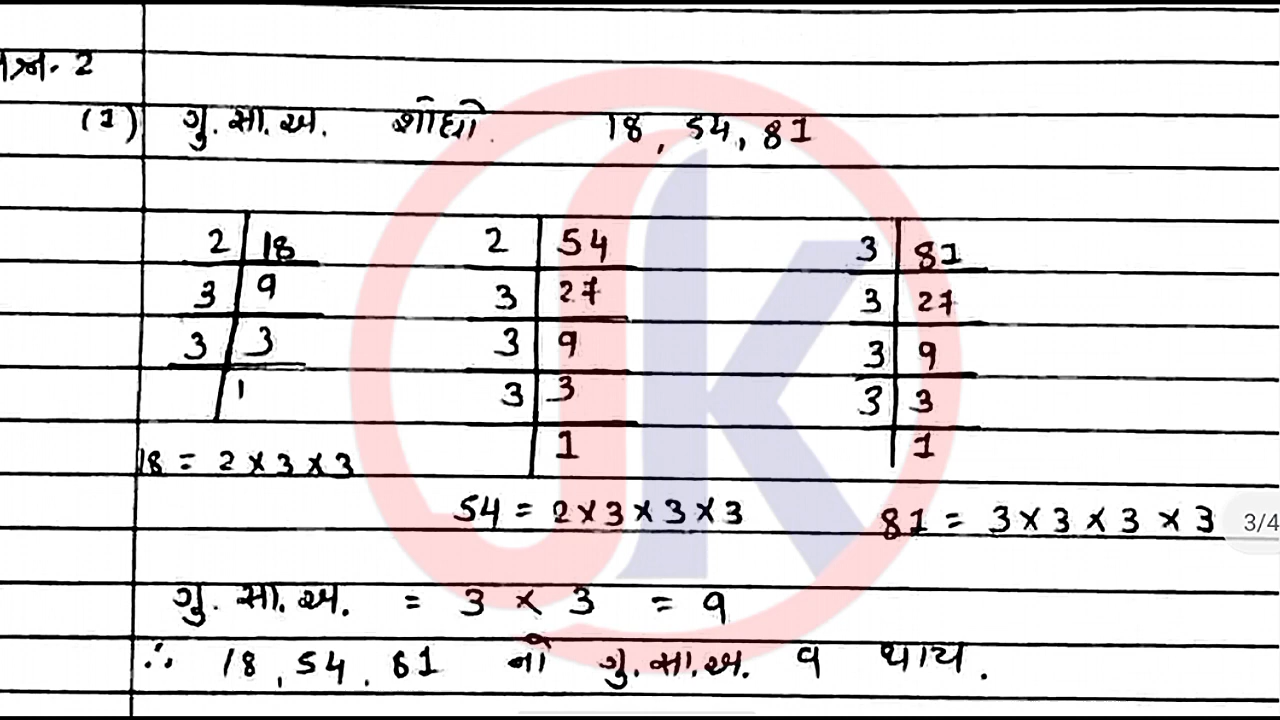 પ્રશ્ન. 2
(1) ગુ. સા. અ. શોધો. 18, 54, 81
2 | 18 2 | 54 3 | 81
3 | 9 3 | 27 3 | 27
3 | 3 3 | 9 3 | 9
1 3 | 3 3 | 3
1 1
18 = 2 × 3 × 3
54 = 2 × 3 × 3 × 3 81 = 3 × 3 × 3 × 3
3/4
ગુ. સા. અ. = 3 × 3 = 9
∴ 18, 54, 81 નો ગુ. સા. અ. 9 થાય.